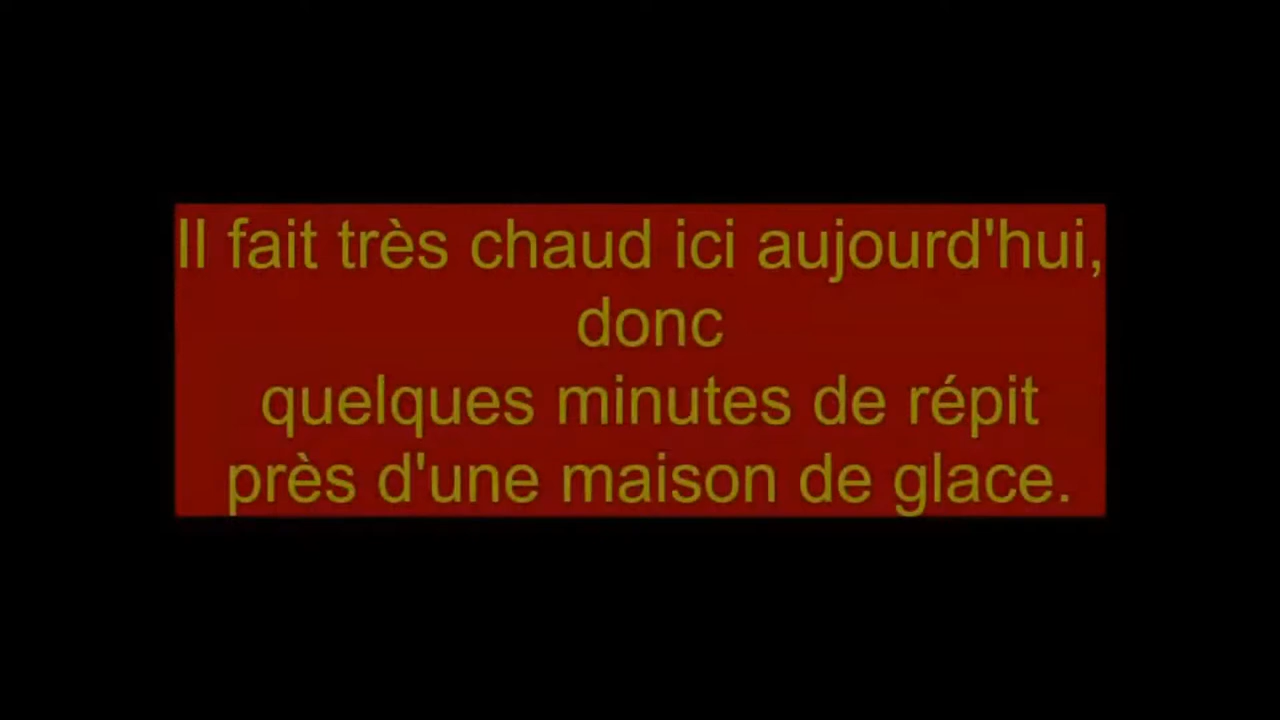 Il fait très chaud ici aujourd'hui,
donc
quelques minutes de répit
près d'une maison de glace.